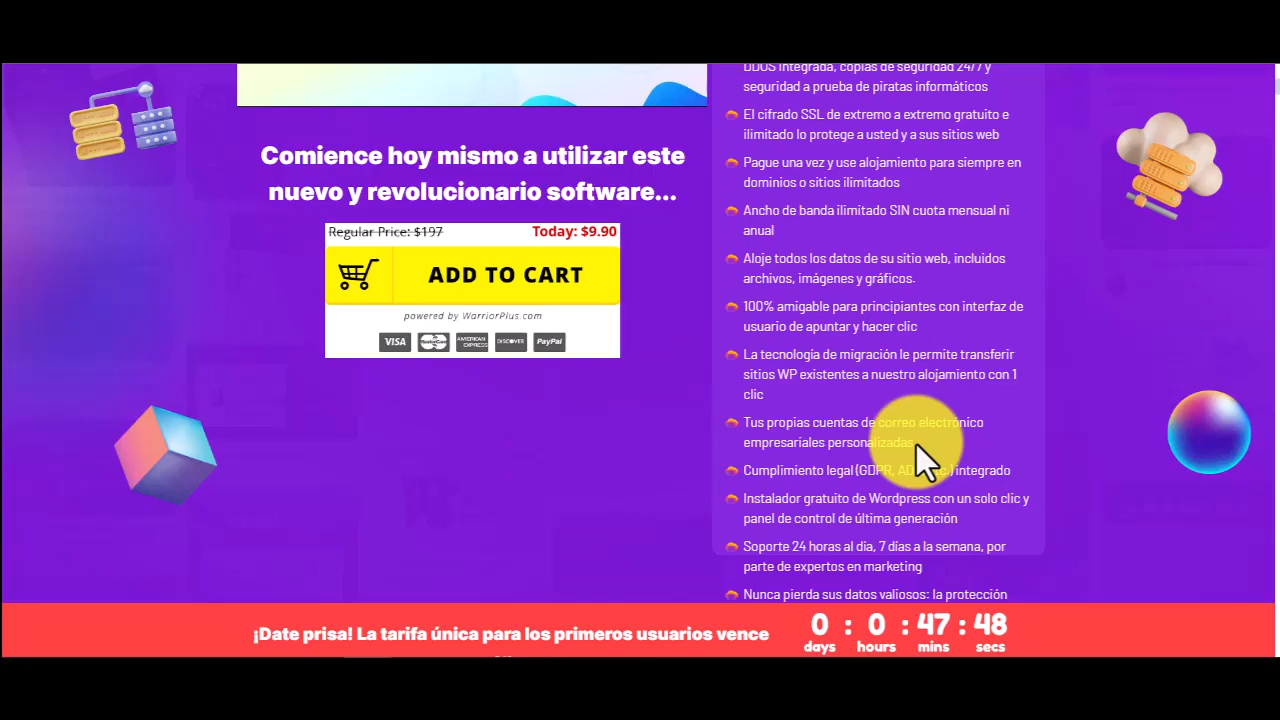 DDOS integrada, copias de seguridad 24/7 y
seguridad a prueba de piratas informáticos
El cifrado SSL de extremo a extremo gratuito e
ilimitado lo protege a usted y a sus sitios web
Pague una vez y use alojamiento para siempre en
dominios o sitios ilimitados
Ancho de banda ilimitado SIN cuota mensual ni
anual
Aloje todos los datos de su sitio web, incluidos
archivos, imágenes y gráficos.
100% amigable para principiantes con interfaz de
usuario de apuntar y hacer clic
La tecnología de migración le permite transferir
sitios WP existentes a nuestro alojamiento con 1
clic
Tus propias cuentas de correo electrónico
empresariales personalizadas
Cumplimiento legal (GDPR, AD integrado
Instalador gratuito de Wordpress con un solo clic y
panel de control de última generación
Soporte 24 horas al día, 7 días a la semana, por
parte de expertos en marketing
Nunca pierda sus datos valiosos: la protección
Comience hoy mismo a utilizar este
nuevo y revolucionario software...
Regular Price: $197 Today: $9.90
ADD TO CART
powered by WarriorPlus.com
VISA MasterCard AMERICAN EXPRESS DISCOVER PayPal
¡Date prisa! La tarifa única para los primeros usuarios vence
0 : 0 : 47 : 48
days hours mins secs